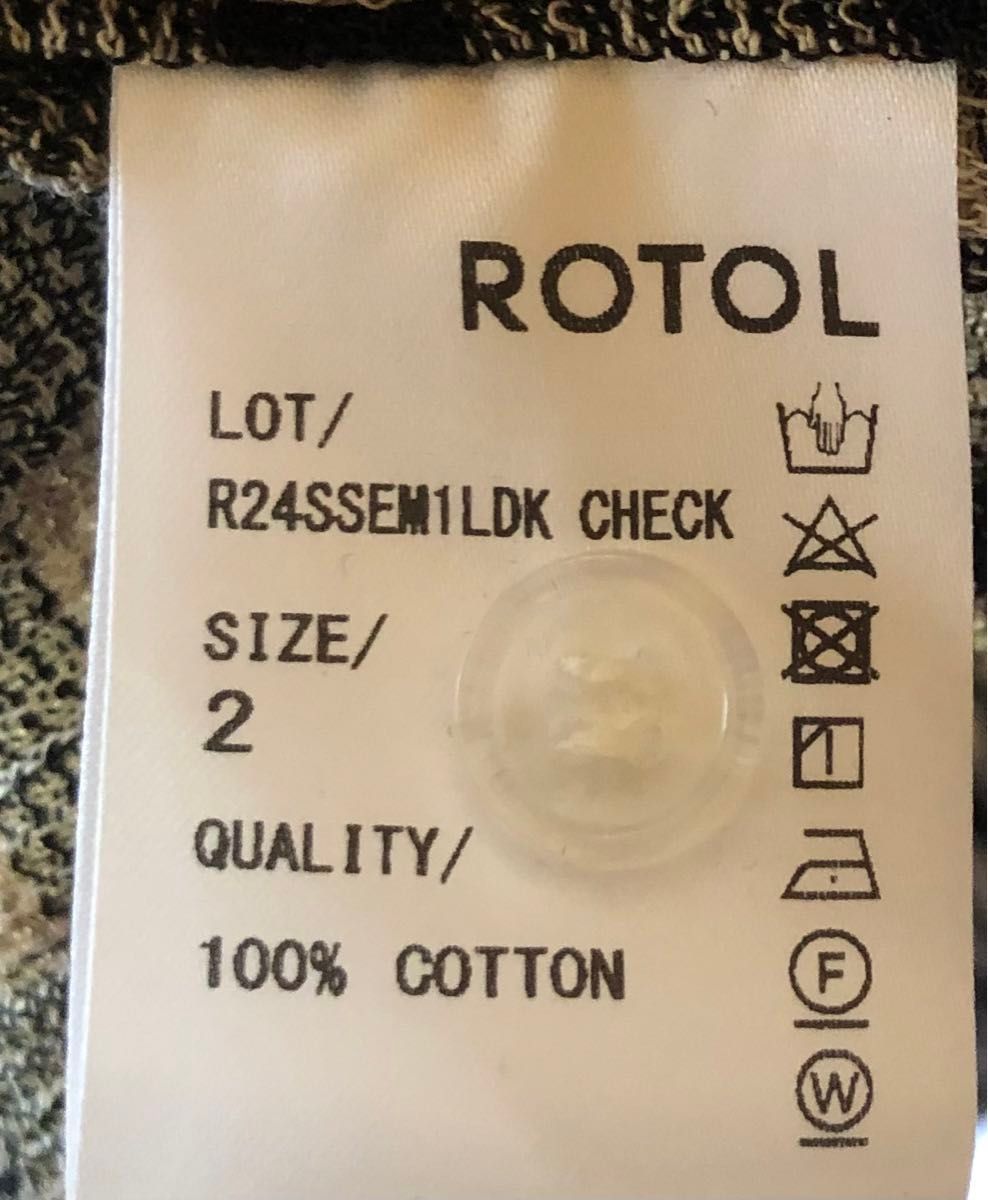 ROTOL
LOT/
R24SSEM1LDK CHECK
SIZE/
2
QUALITY/
100% COTTON
F
W